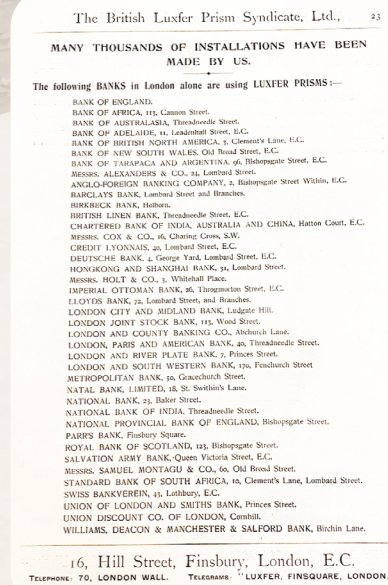 The British Luxfer Prism Syndicate, Ltd., 23
MANY THOUSANDS OF INSTALLATIONS HAVE BEEN
MADE BY US.
The following BANKS in London alone are using LUXFER PRISMS:—
BANK OF ENGLAND.
BANK OF AFRICA, 113, Cannon Street.
BANK OF AUSTRALASIA, Threadneedle Street.
BANK OF ADELAIDE, 11, Leadenhall Street, E.C.
BANK OF BRITISH NORTH AMERICA, 3, Clement's Lane, E.C.
BANK OF NEW SOUTH WALES, Old Broad Street, E.C.
BANK OF TARAPACA AND ARGENTINA, 96, Bishopsgate Street, E.C.
MESSRS. ALEXANDERS & CO., 24, Lombard Street.
ANGLO-FOREIGN BANKING COMPANY, 2, Bishopsgate Street Within, E.C.
BARCLAYS BANK, Lombard Street and Branches.
BIRKBECK BANK, Holborn.
BRITISH LINEN BANK, Threadneedle Street, E.C.
CHARTERED BANK OF INDIA, AUSTRALIA AND CHINA, Hatton Court, E.C.
MESSRS. COX & CO., 16, Charing Cross, S.W.
CREDIT LYONNAIS, 40, Lombard Street, E.C.
DEUTSCHE BANK, 4, George Yard, Lombard Street, E.C.
HONGKONG AND SHANGHAI BANK, 31, Lombard Street.
MESSRS. HOLT & CO., 3, Whitehall Place.
IMPERIAL OTTOMAN BANK, 26, Throgmorton Street, E.C.
LLOYDS BANK, 72, Lombard Street, and Branches.
LONDON CITY AND MIDLAND BANK, Ludgate Hill.
LONDON JOINT STOCK BANK, 113, Wood Street.
LONDON AND COUNTY BANKING CO., Abchurch Lane.
LONDON, PARIS AND AMERICAN BANK, 40, Threadneedle Street.
LONDON AND RIVER PLATE BANK, 7, Princes Street.
LONDON AND SOUTH WESTERN BANK, 170, Fenchurch Street
METROPOLITAN BANK, 50, Gracechurch Street.
NATAL BANK, LIMITED, 18, St. Swithin's Lane.
NATIONAL BANK, 23, Baker Street.
NATIONAL BANK OF INDIA, Threadneedle Street.
NATIONAL PROVINCIAL BANK OF ENGLAND, Bishopsgate Street.
PARR'S BANK, Finsbury Square.
ROYAL BANK OF SCOTLAND, 123, Bishopsgate Street.
SALVATION ARMY BANK, Queen Victoria Street, E.C.
MESSRS. SAMUEL MONTAGU & CO., 60, Old Broad Street.
STANDARD BANK OF SOUTH AFRICA, 10, Clement's Lane, Lombard Street.
SWISS BANKVEREIN, 43, Lothbury, E.C.
UNION OF LONDON AND SMITHS BANK, Princes Street.
UNION DISCOUNT CO. OF LONDON, Cornhill.
WILLIAMS, DEACON & MANCHESTER & SALFORD BANK, Birchin Lane.
16, Hill Street, Finsbury, London, E.C.
TELEPHONE: 70, LONDON WALL. TELEGRAMS: "LUXFER, FINSQUARE, LONDON